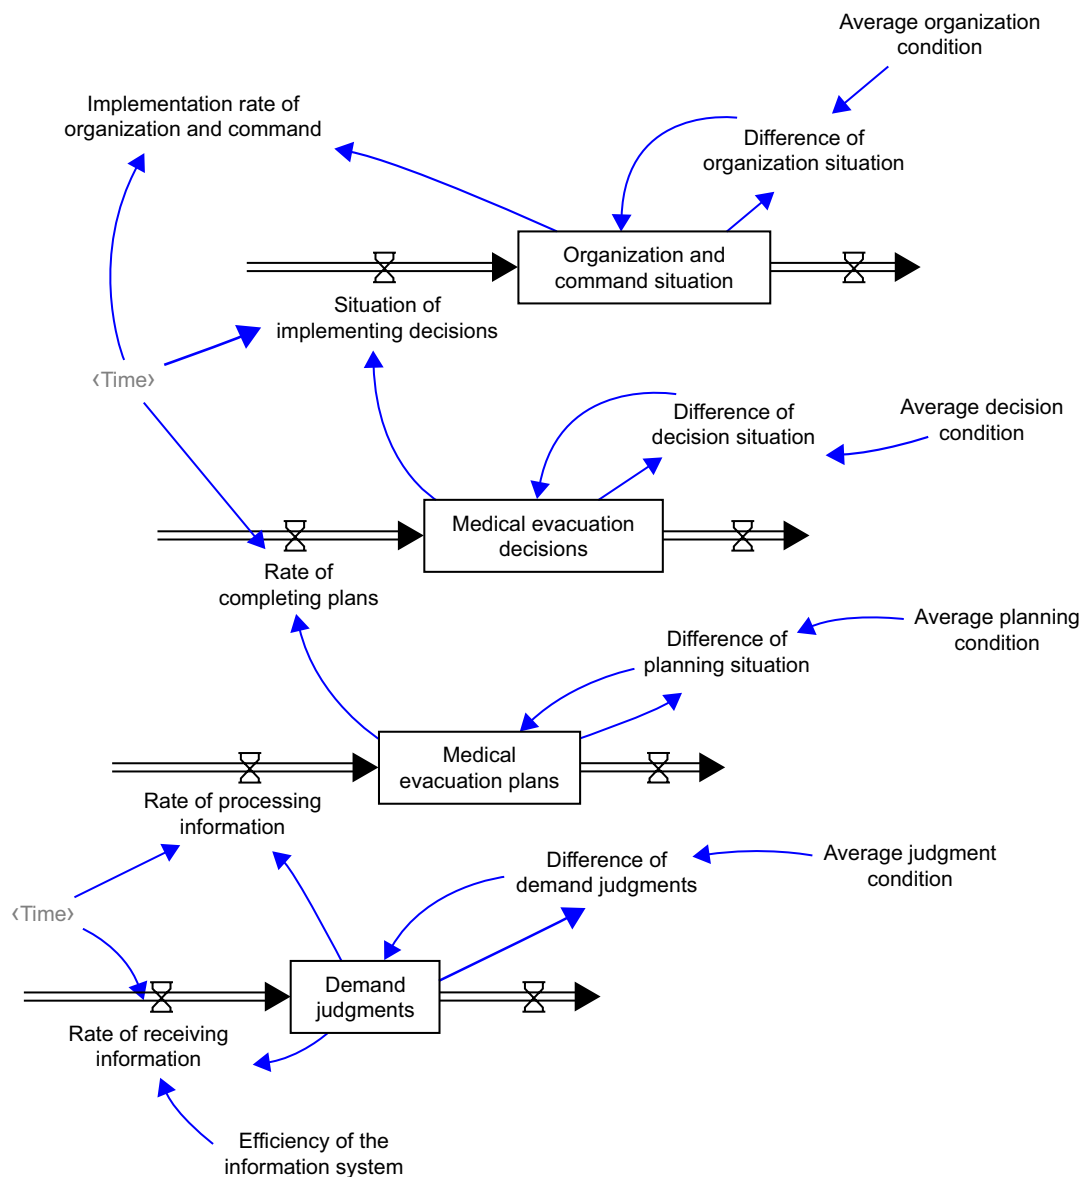 Average organization
condition
Implementation rate of
organization and command
Difference of
organization situation
Organization and
command situation
Situation of
implementing decisions
‹Time›
Difference of
decision situation
Average decision
condition
Medical evacuation
decisions
Rate of
completing plans
Difference of
planning situation
Average planning
condition
Medical
evacuation plans
Rate of processing
information
Difference of
demand judgments
Average judgment
condition
‹Time›
Demand
judgments
Rate of receiving
information
Efficiency of the
information system